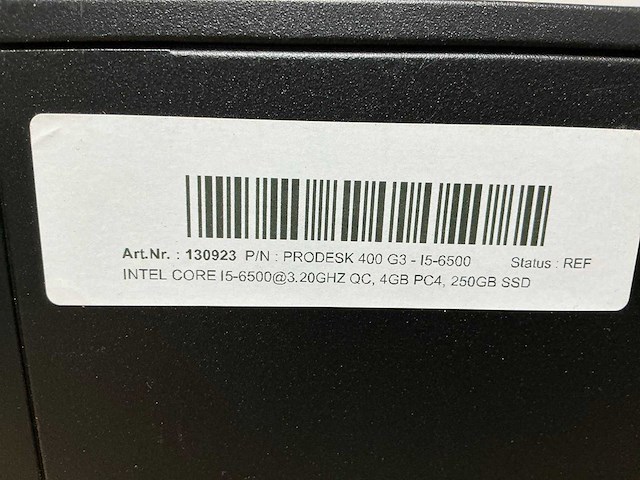 Art.Nr. : 130923 P/N : PRODESK 400 G3 - I5-6500 Status : REF
INTEL CORE I5-6500@3.20GHZ QC, 4GB PC4, 250GB SSD